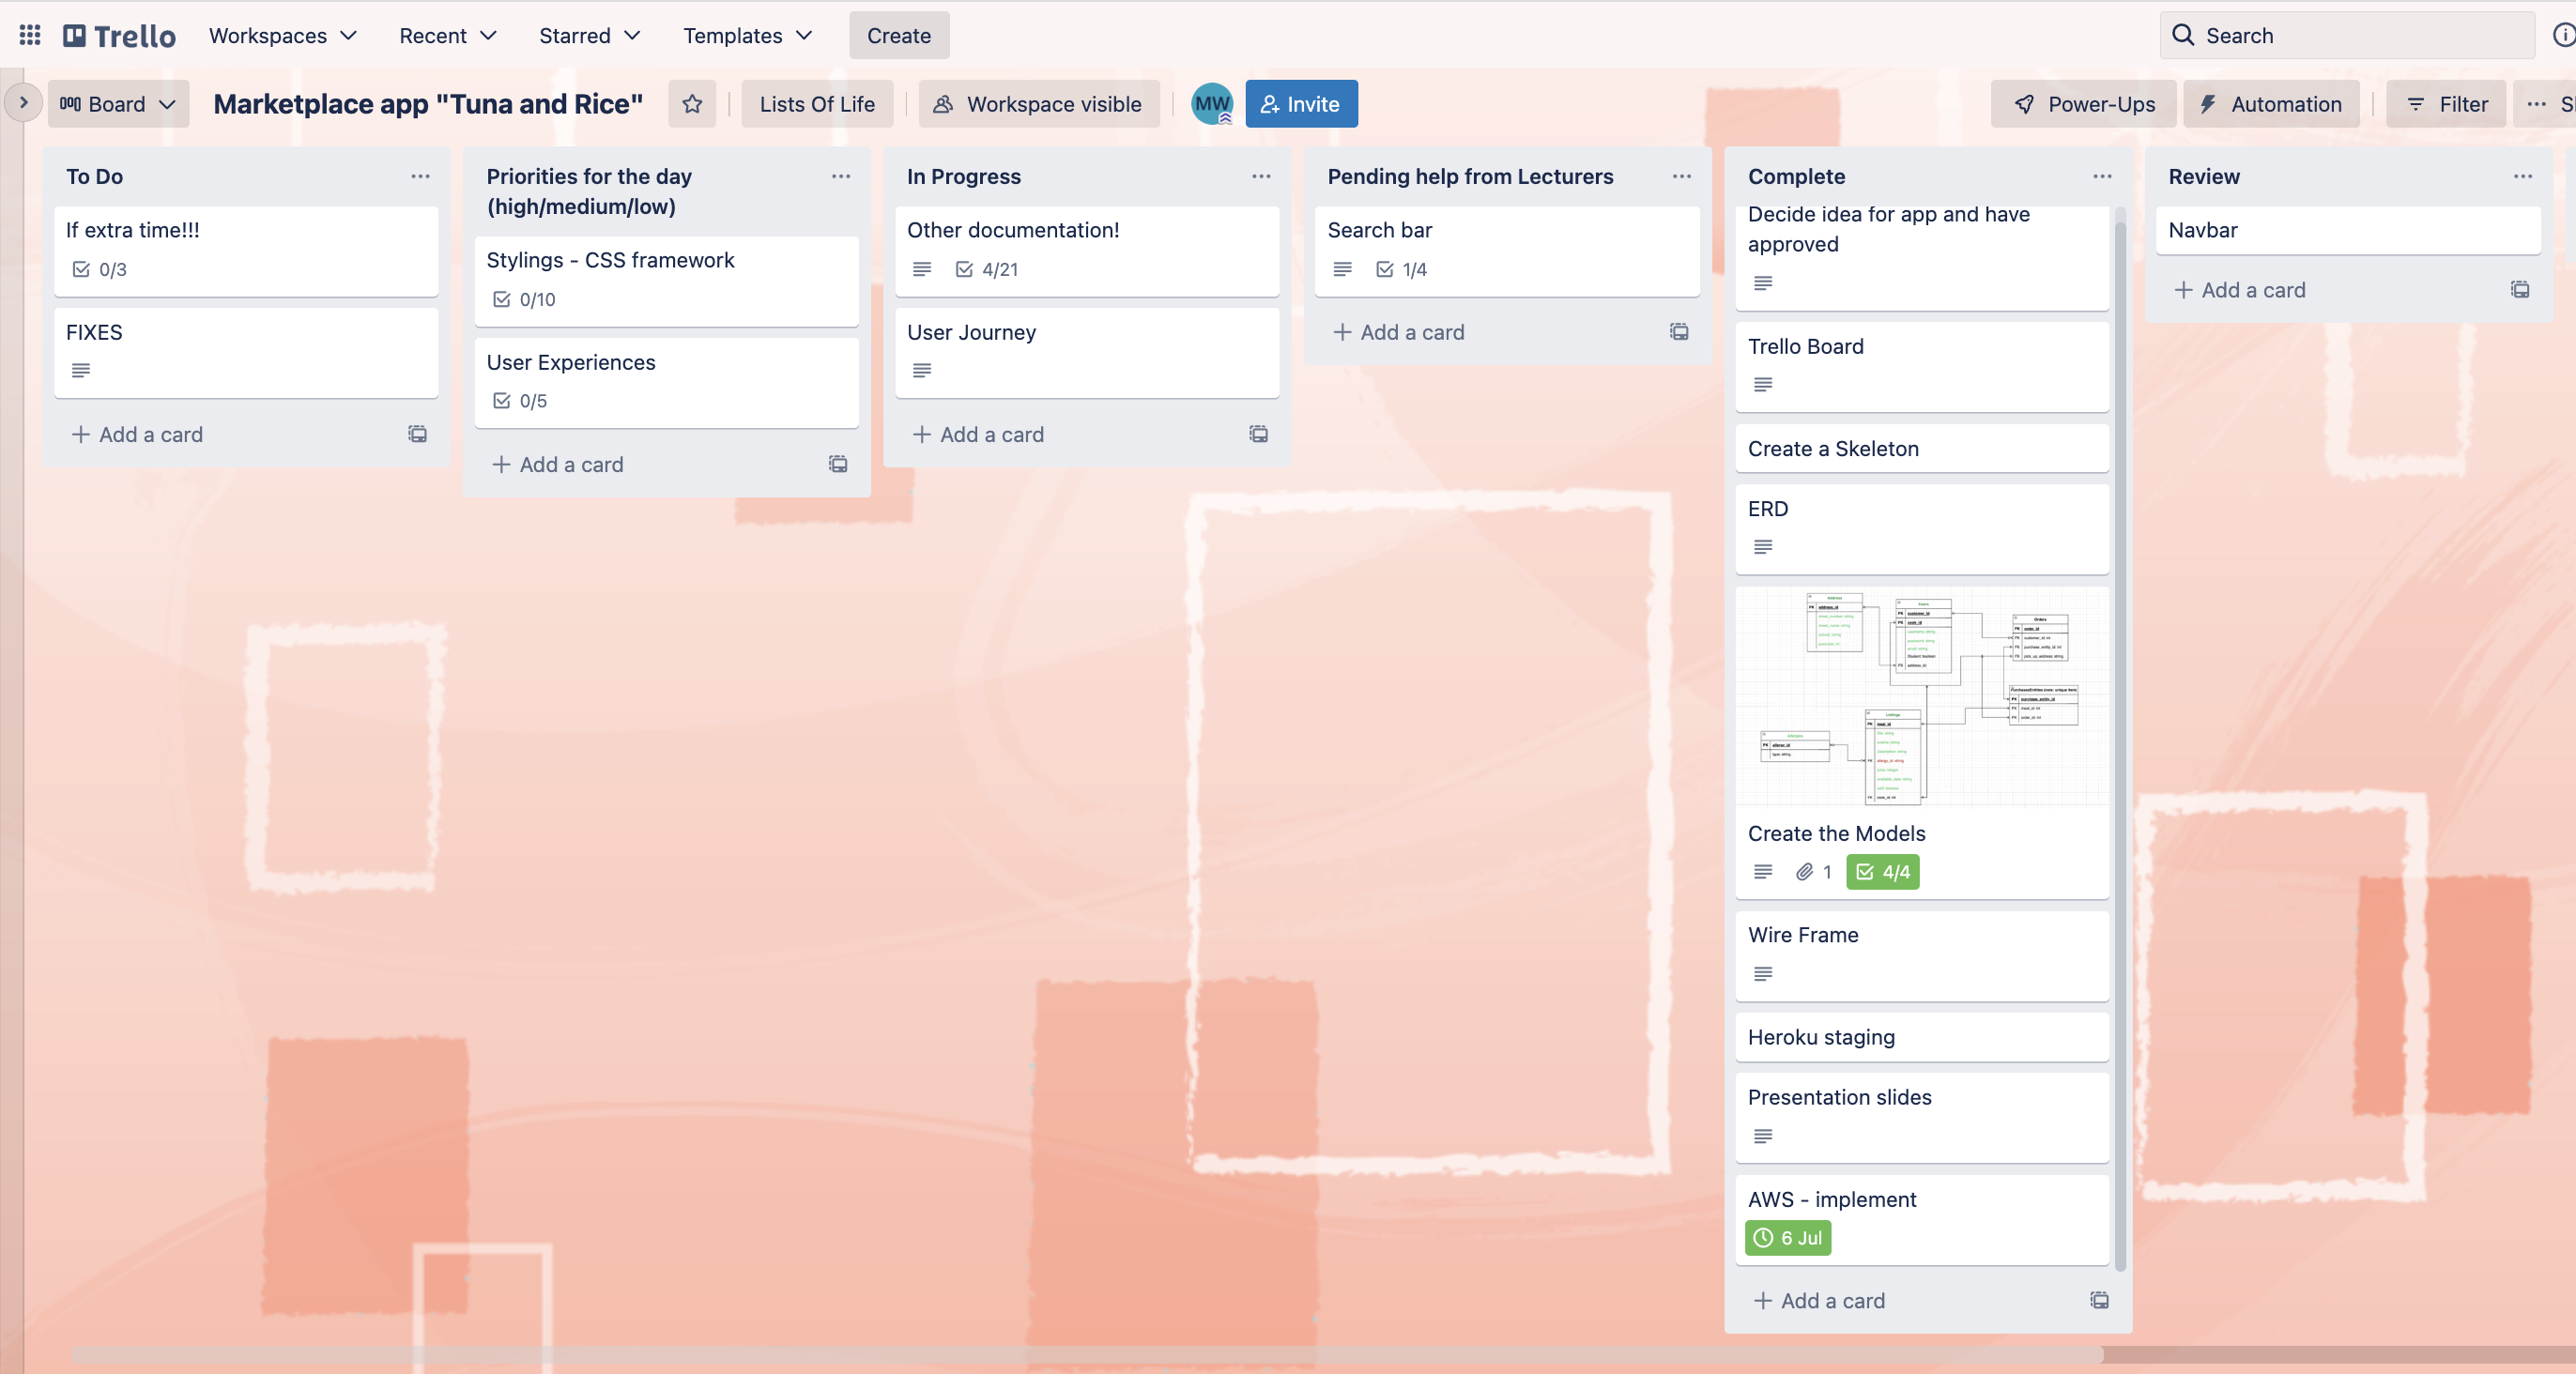 Trello
Workspaces
Recent
Starred
Templates
Create
Search
Board
Marketplace app "Tuna and Rice"
Lists Of Life
Workspace visible
MW
Invite
Power-Ups
Automation
Filter
To Do
If extra time!!!
0/3
FIXES
+ Add a card
Priorities for the day
(high/medium/low)
Stylings - CSS framework
0/10
User Experiences
0/5
+ Add a card
In Progress
Other documentation!
4/21
User Journey
+ Add a card
Pending help from Lecturers
Search bar
1/4
+ Add a card
Complete
Decide idea for app and have
approved
Trello Board
Create a Skeleton
ERD
Create the Models
1
4/4
Wire Frame
Heroku staging
Presentation slides
AWS - implement
6 Jul
+ Add a card
Review
Navbar
+ Add a card